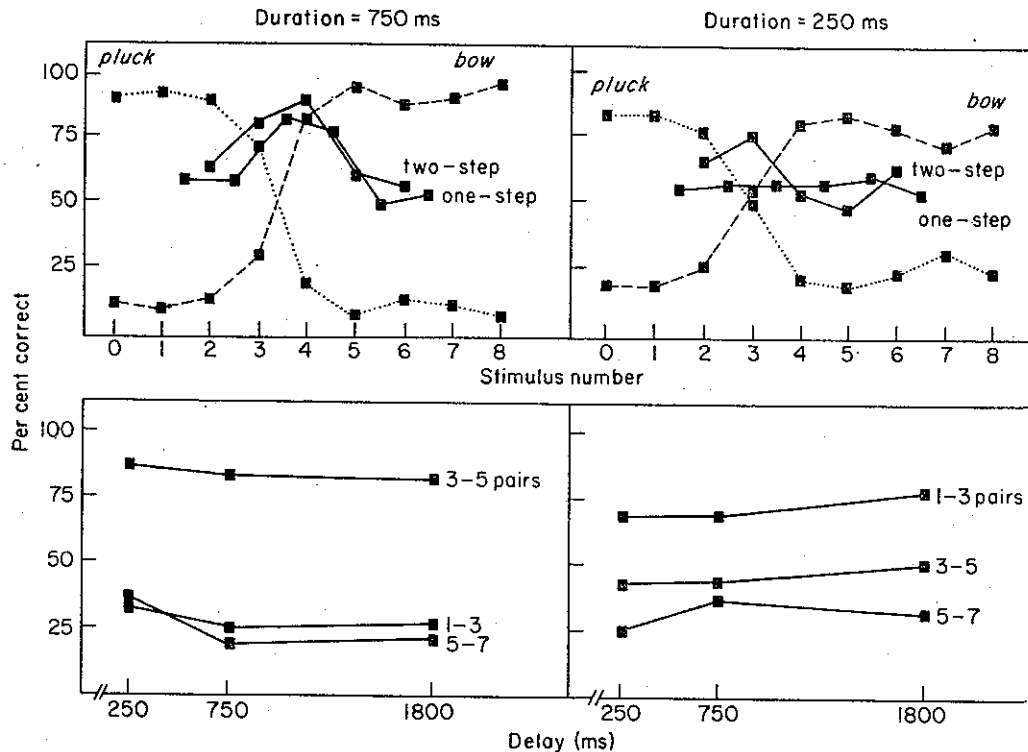 Duration = 750 ms
Duration = 250 ms
Per cent correct
100
75
50
25
pluck
bow
two-step
one-step
pluck
bow
two-step
one-step
0 1 2 3 4 5 6 7 8
0 1 2 3 4 5 6 7 8
Stimulus number
100
75
50
25
3-5 pairs
1-3
5-7
1-3 pairs
3-5
5-7
250 750 1800
250 750 1800
Delay (ms)